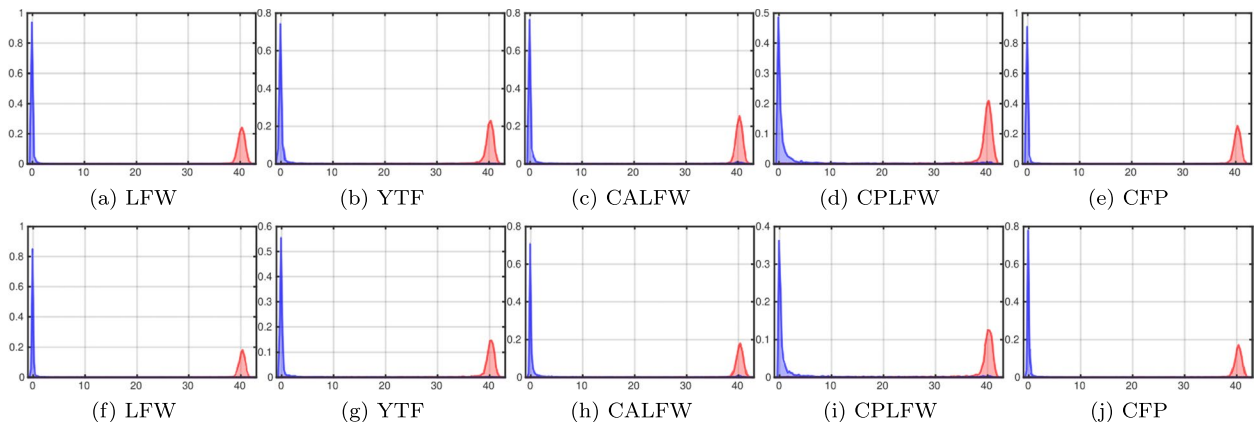 1 0.8 0.6 0.4 0.2 0 0 10 20 30 40
0.8 0.6 0.4 0.2 0 0 10 20 30 40
0.8 0.6 0.4 0.2 0 0 10 20 30 40
0.5 0.4 0.3 0.2 0.1 0 0 10 20 30 40
1 0.8 0.6 0.4 0.2 0 0 10 20 30 40
(a) LFW (b) YTF (c) CALFW (d) CPLFW (e) CFP
1 0.8 0.6 0.4 0.2 0 0 10 20 30 40
0.6 0.5 0.4 0.3 0.2 0.1 0 0 10 20 30 40
0.8 0.6 0.4 0.2 0 0 10 20 30 40
0.4 0.3 0.2 0.1 0 0 10 20 30 40
0.8 0.6 0.4 0.2 0 0 10 20 30 40
(f) LFW (g) YTF (h) CALFW (i) CPLFW (j) CFP